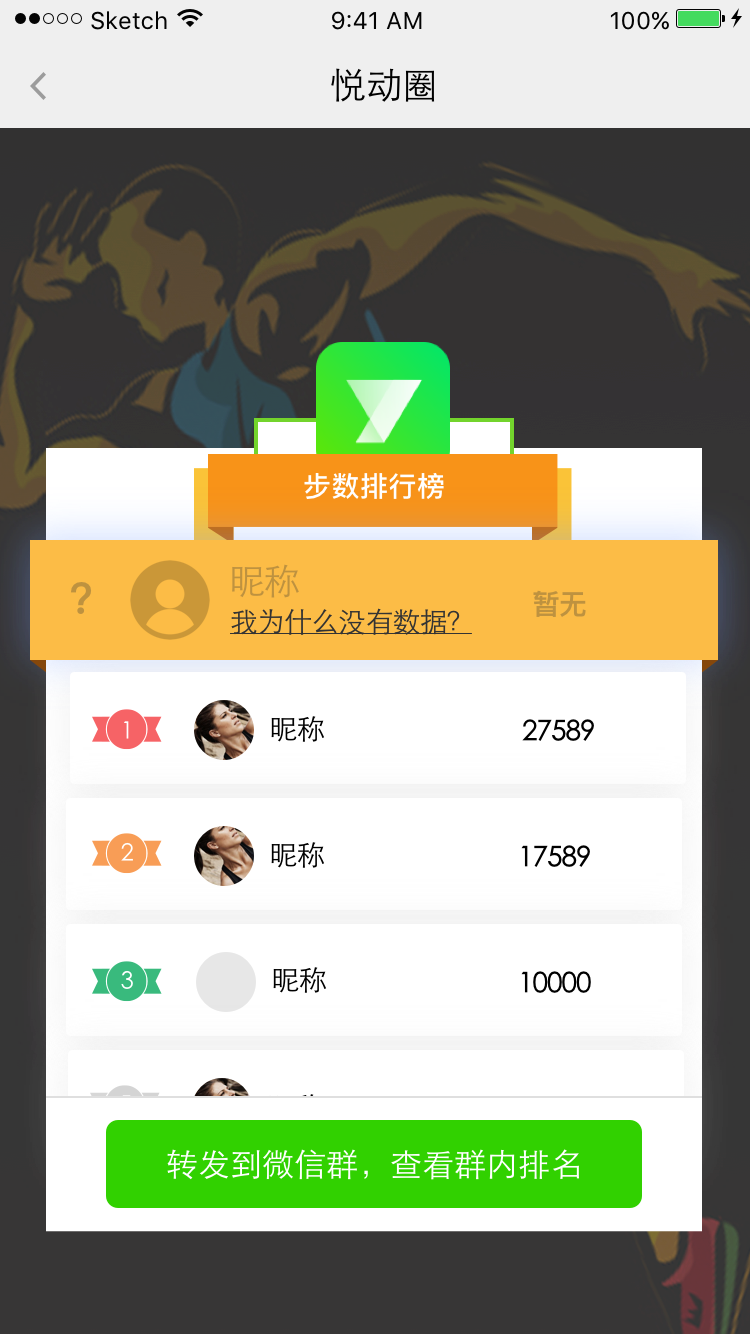 Sketch 9:41 AM 100%
悦动圈
步数排行榜
? 昵称 暂无
我为什么没有数据?
1 昵称 27589
2 昵称 17589
3 昵称 10000
转发到微信群，查看群内排名